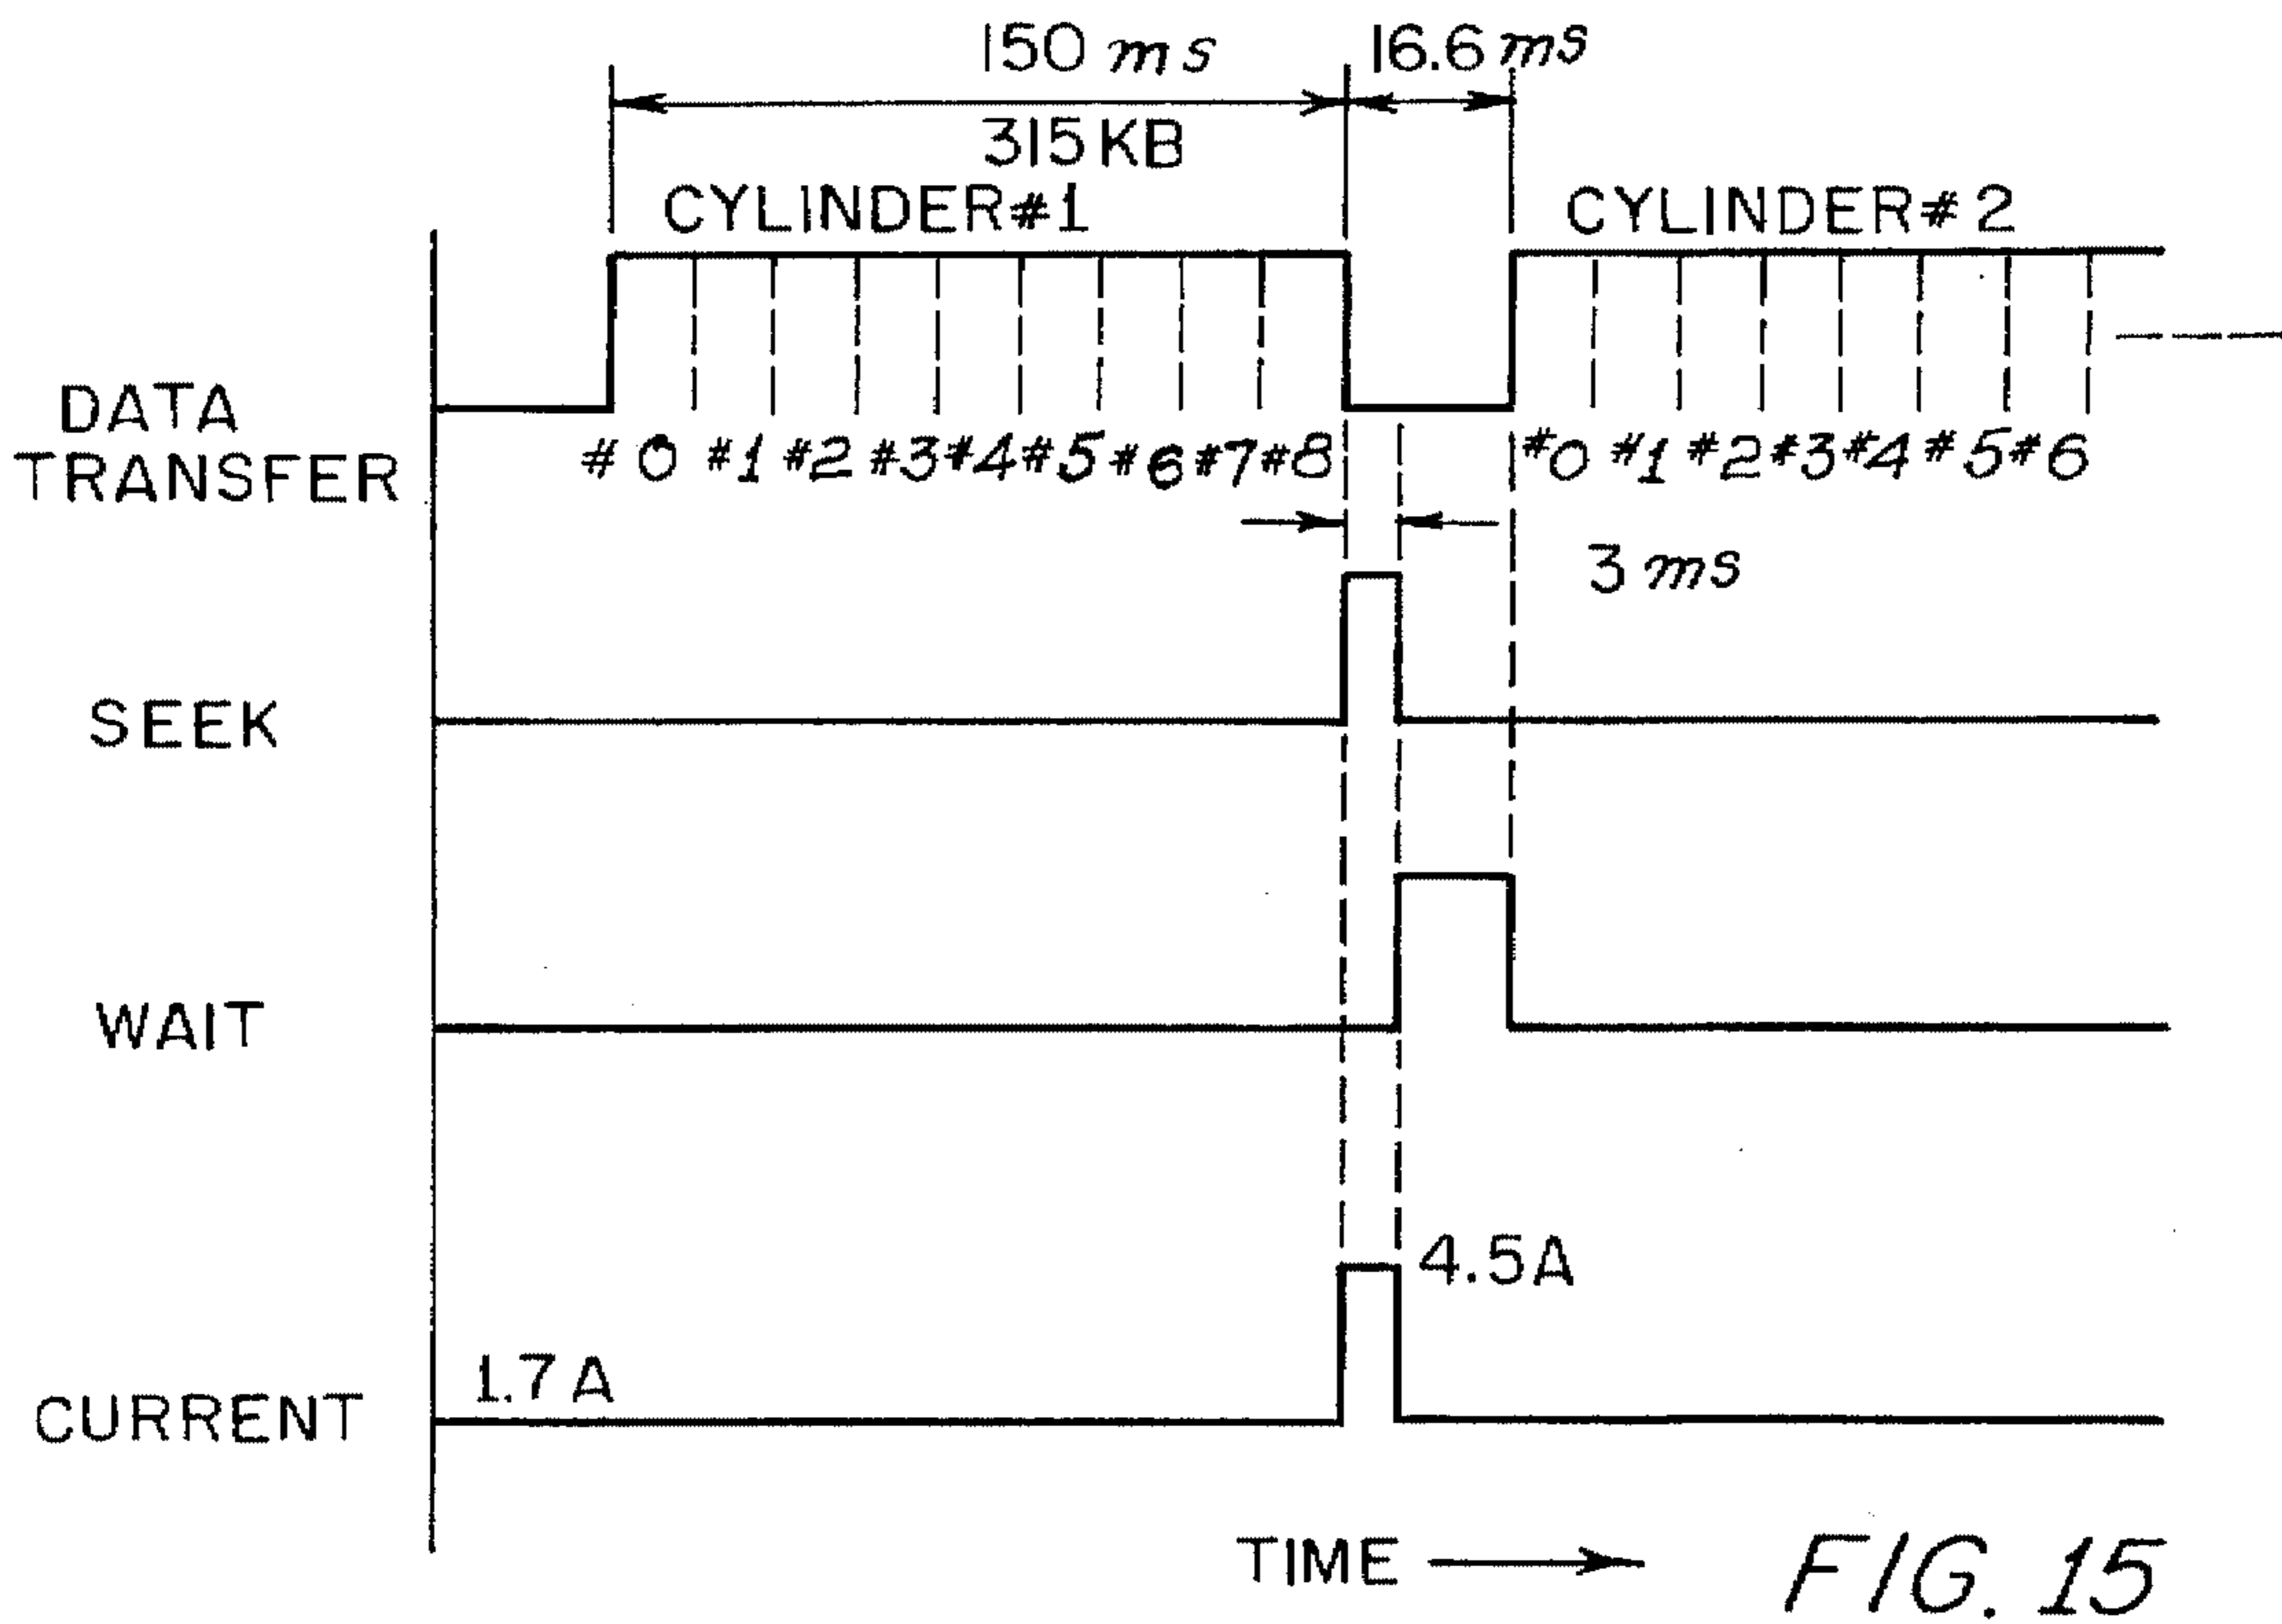 150 ms 16.6 ms
315 KB
CYLINDER #1 CYLINDER # 2
DATA
TRANSFER
# 0 #1 #2 #3 #4 #5 #6 #7 #8 #0 #1 #2 #3 #4 #5 #6
3 ms
SEEK
WAIT
4.5A
1.7 A
CURRENT
TIME
FIG. 15